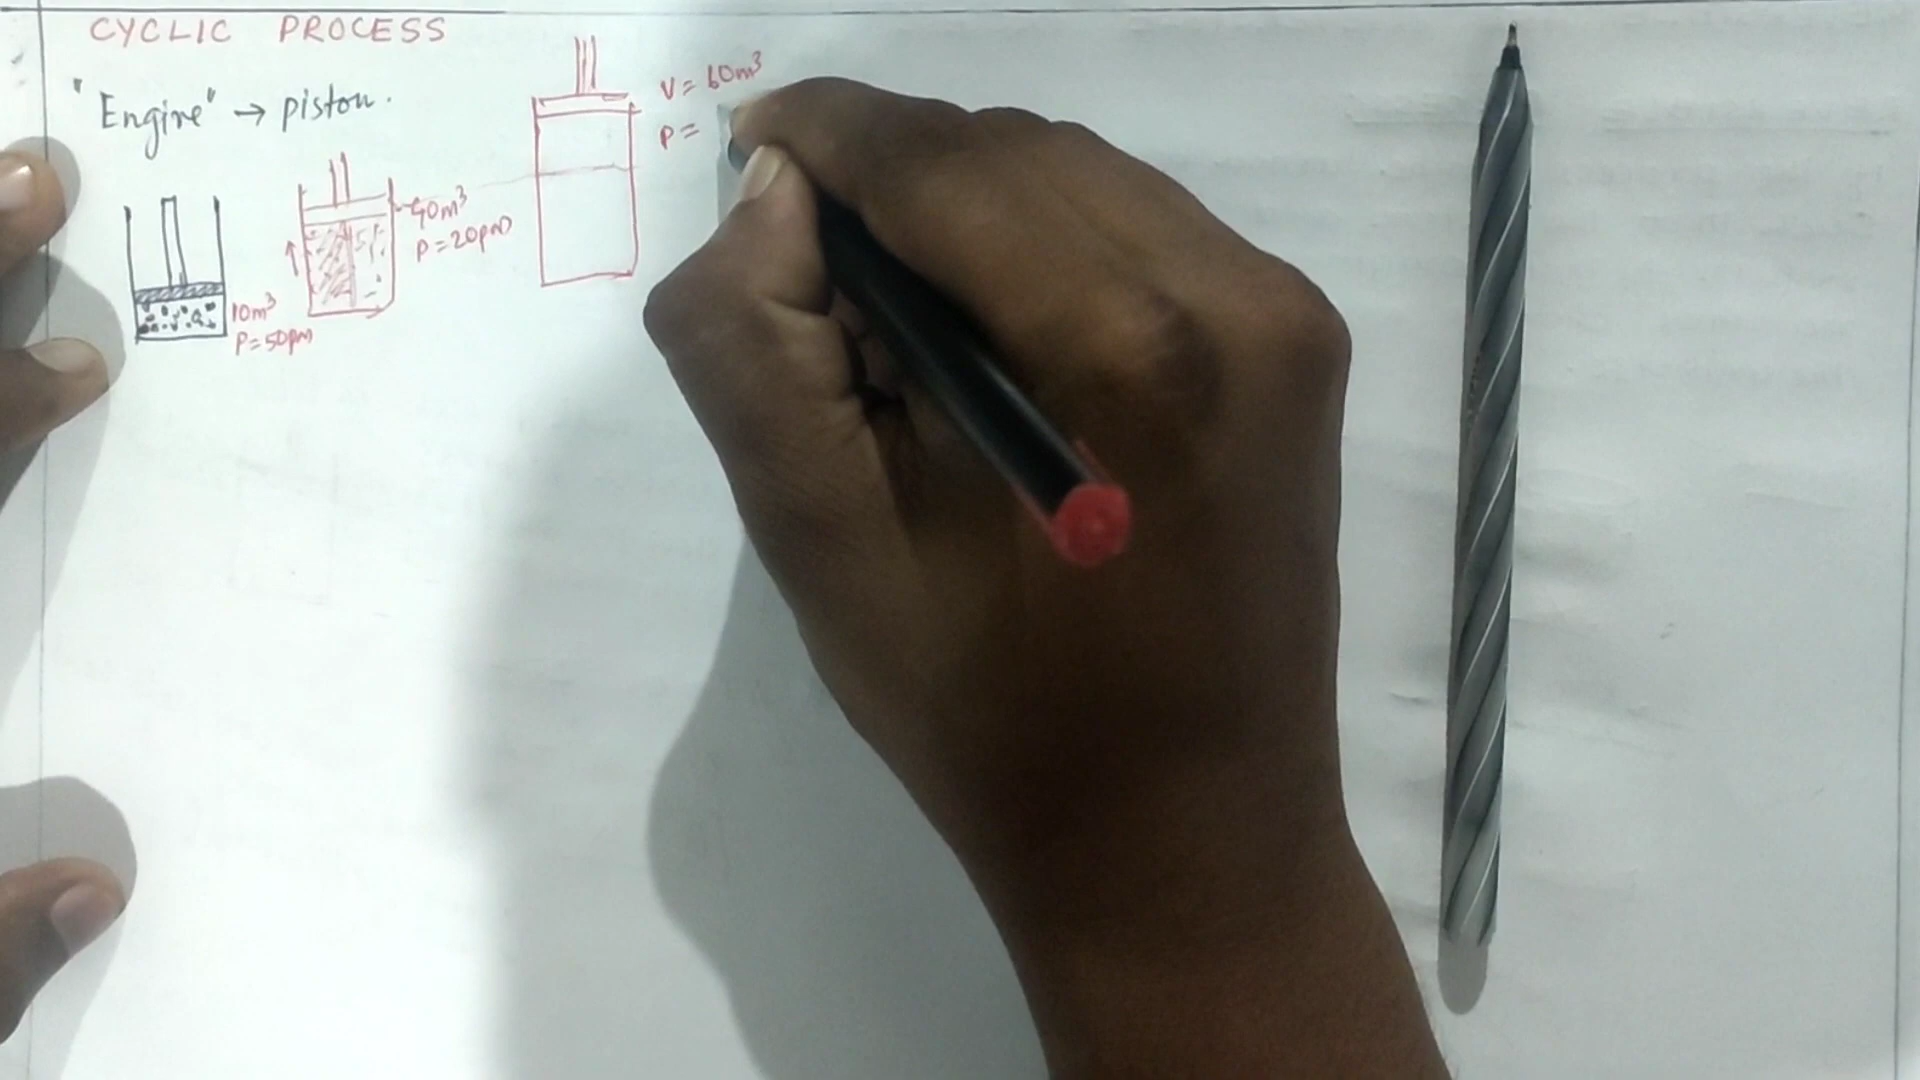 CYCLIC PROCESS
"Engine" → piston.
10m³
P=50pm
40m³
P=20pm
V = 60m³
P =